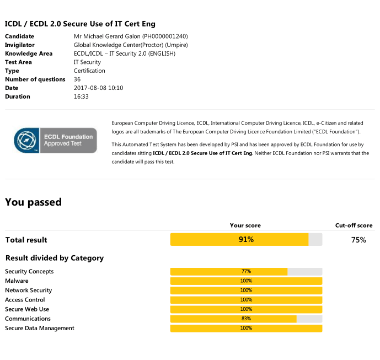 ICDL / ECDL 2.0 Secure Use of IT Cert Eng
Candidate Mr Michael Gerard Galon (PH0000001240)
Invigilator Global Knowledge Center(Proctor) (Umpire)
Knowledge Area ECDL/ICDL – IT Security 2.0 (ENGLISH)
Test Area IT Security
Type Certification
Number of questions 36
Date 2017-08-08 10:10
Duration 16:33
ECDL Foundation
Approved Test
European Computer Driving Licence, ECDL, International Computer Driving Licence, ICDL, e-Citizen and related
logos are all trademarks of The European Computer Driving Licence Foundation Limited ("ECDL Foundation").
This Automated Test System has been developed by PSI and has been approved by ECDL Foundation for use by
candidates sitting ICDL / ECDL 2.0 Secure Use of IT Cert Eng. Neither ECDL Foundation nor PSI warrants that the
candidate will pass this test.
You passed
Your score Cut-off score
Total result 91% 75%
Result divided by Category
Security Concepts 77%
Malware 100%
Network Security 100%
Access Control 100%
Secure Web Use 100%
Communications 83%
Secure Data Management 100%